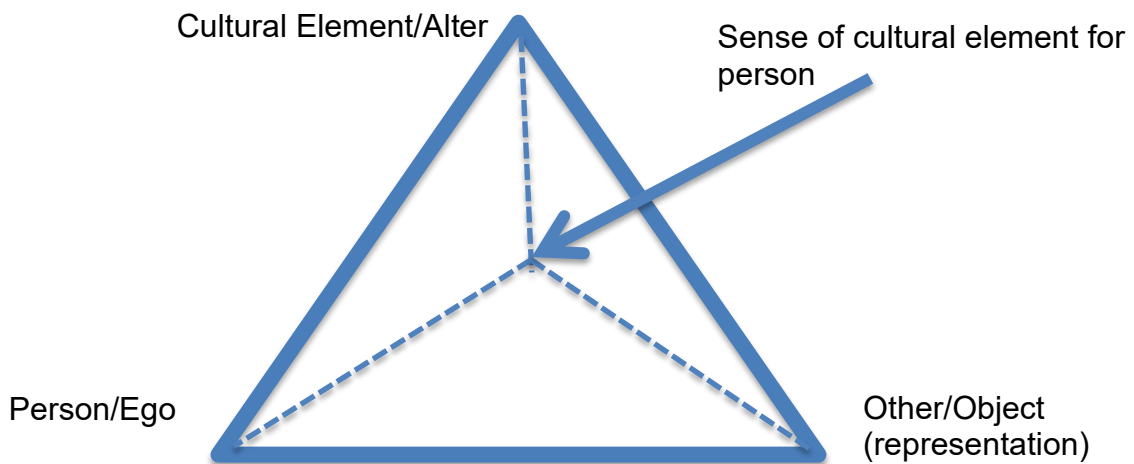 Cultural Element/Alter
Sense of cultural element for
person
Person/Ego
Other/Object
(representation)